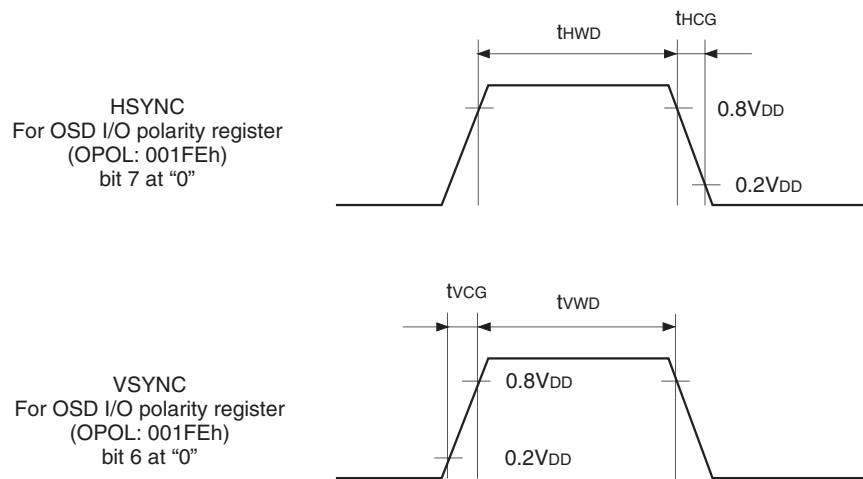 tHWD
tHCG
HSYNC
For OSD I/O polarity register
(OPOL: 001FEh)
bit 7 at “0”
0.8VDD
0.2VDD
tVCG
tVWD
VSYNC
For OSD I/O polarity register
(OPOL: 001FEh)
bit 6 at “0”
0.8VDD
0.2VDD